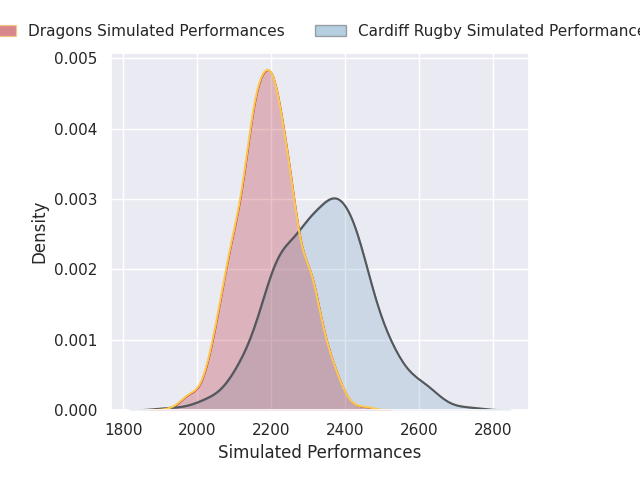 Dragons Simulated Performances
Cardiff Rugby Simulated Performance
0.005
0.004
0.003
0.002
0.001
0.000
Density
1800 2000 2200 2400 2600 2800
Simulated Performances